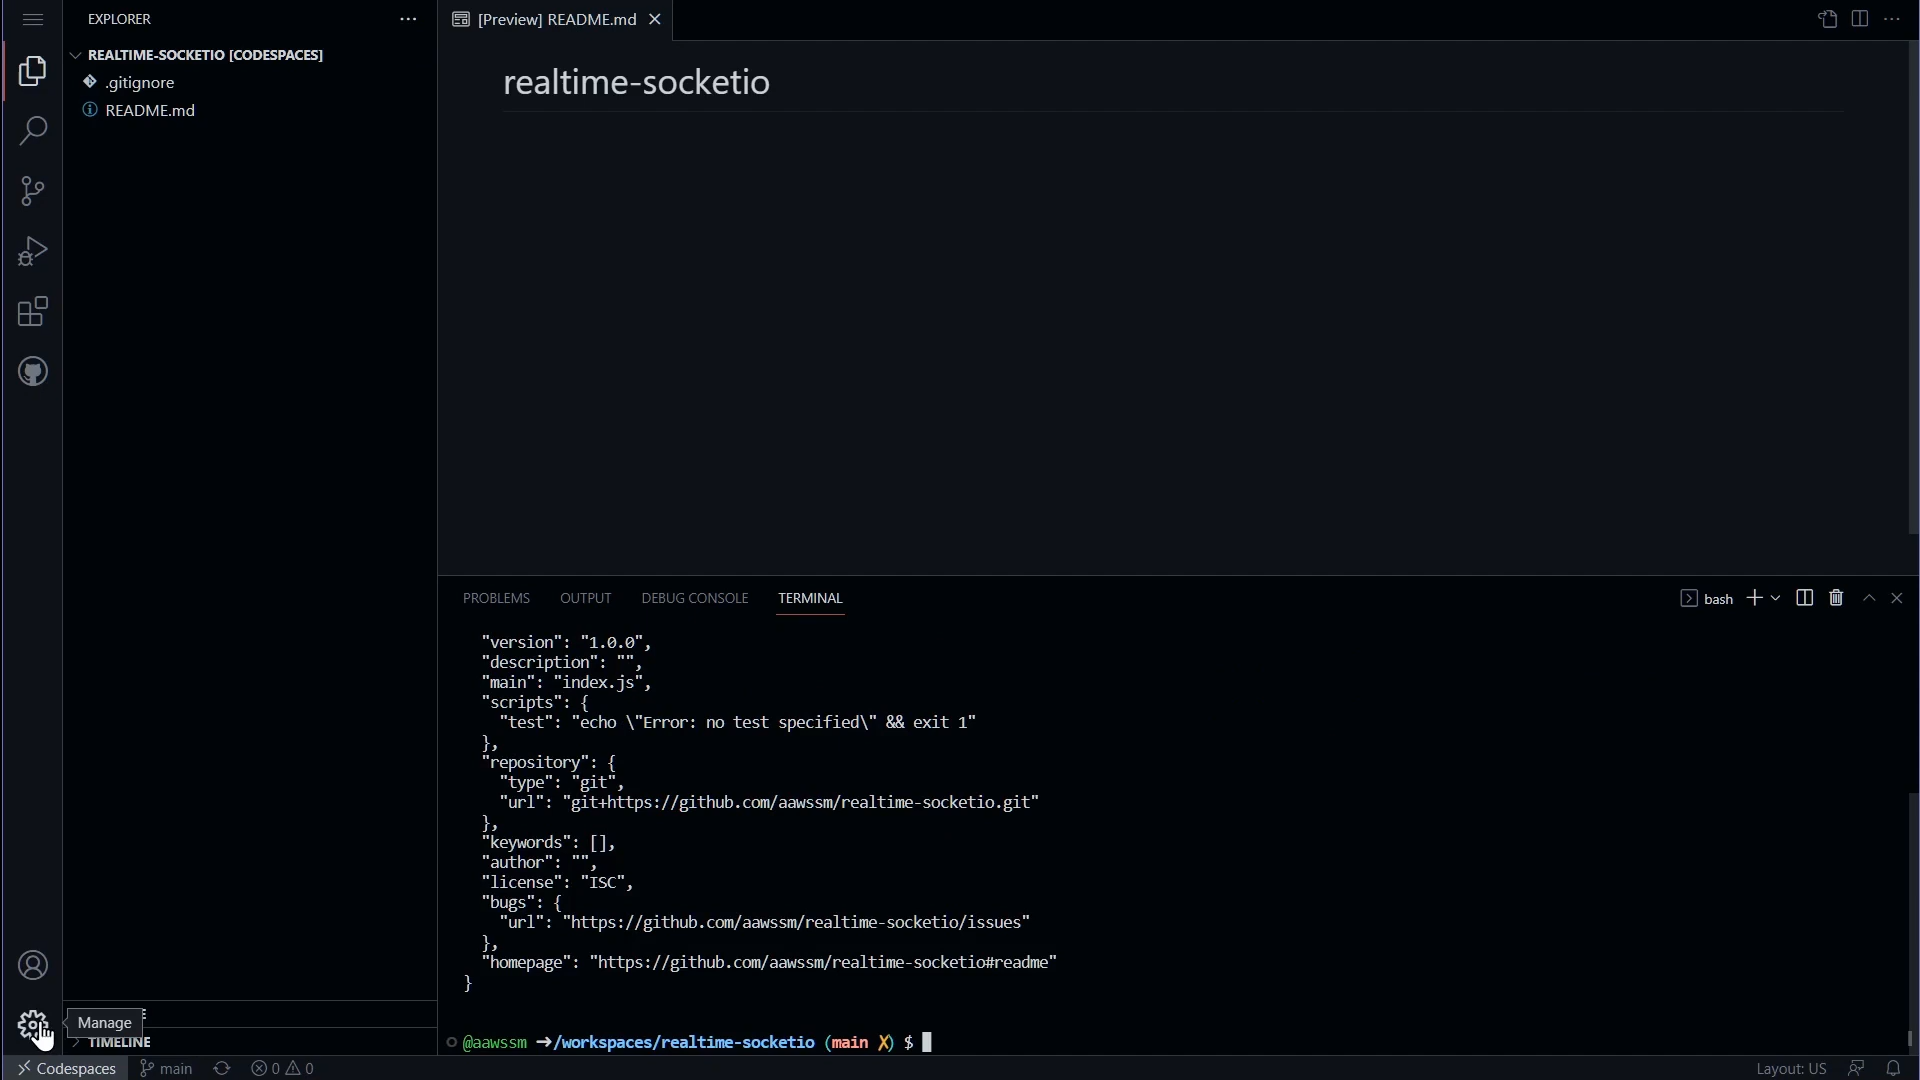 EXPLORER
[Preview] README.md
REALTIME-SOCKETIO [CODESPACES]
.gitignore
README.md
realtime-socketio
PROBLEMS
OUTPUT
DEBUG CONSOLE
TERMINAL
bash
"version": "1.0.0",
"description": "",
"main": "index.js",
"scripts": {
"test": "echo \"Error: no test specified\" && exit 1"
},
"repository": {
"type": "git",
"url": "git+https://github.com/aawssm/realtime-socketio.git"
},
"keywords": [],
"author": "",
"license": "ISC",
"bugs": {
"url": "https://github.com/aawssm/realtime-socketio/issues"
},
"homepage": "https://github.com/aawssm/realtime-socketio#readme"
}
@aawssm ➜/workspaces/realtime-socketio (main ✗) $
Manage
TIMELINE
Codespaces
main
0
0
Layout: US